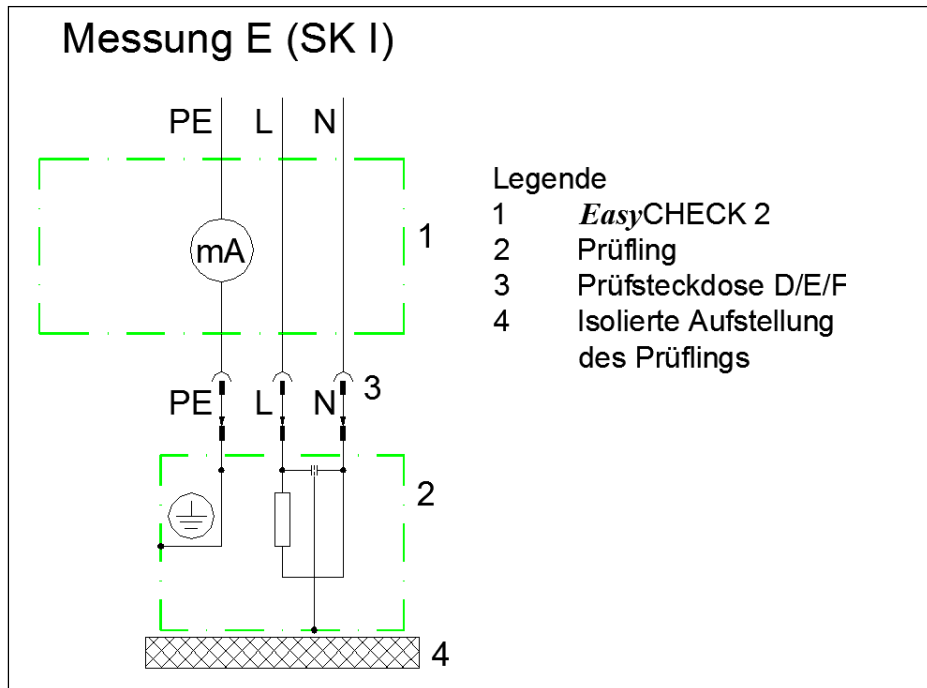 Messung E (SK I)
PE L N
mA
1
Legende
1 EasyCHECK 2
2 Prüfling
3 Prüfsteckdose D/E/F
4 Isolierte Aufstellung
des Prüflings
3
PE L N
2
4